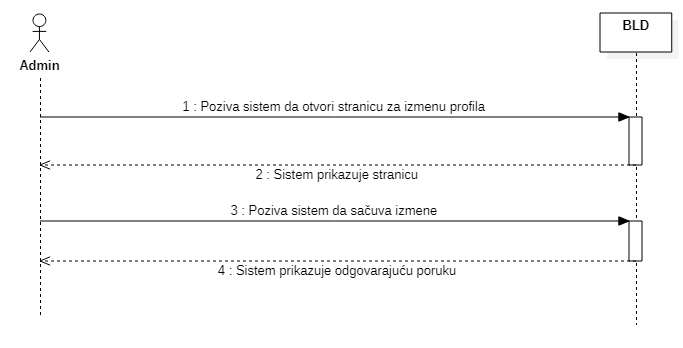 BLD
Admin
1 : Poziva sistem da otvori stranicu za izmenu profila
2 : Sistem prikazuje stranicu
3 : Poziva sistem da sačuva izmene
4 : Sistem prikazuje odgovarajuću poruku